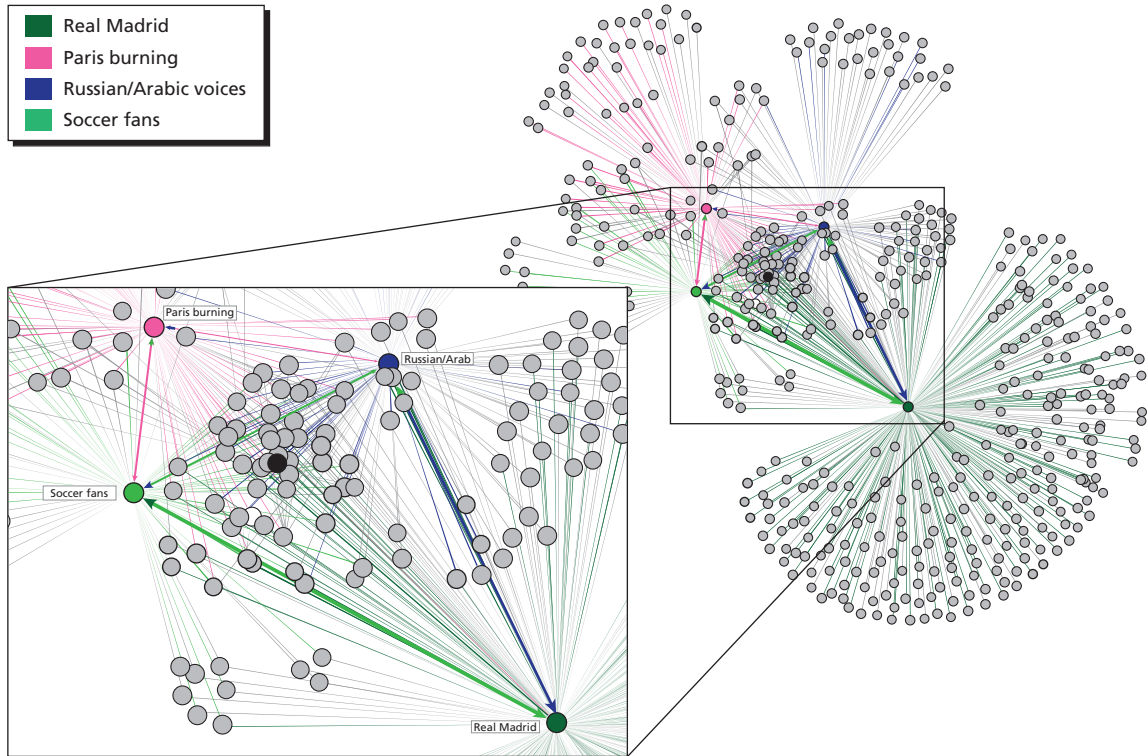 Real Madrid
Paris burning
Russian/Arabic voices
Soccer fans
Paris burning
Russian/Arab
Soccer fans
Real Madrid